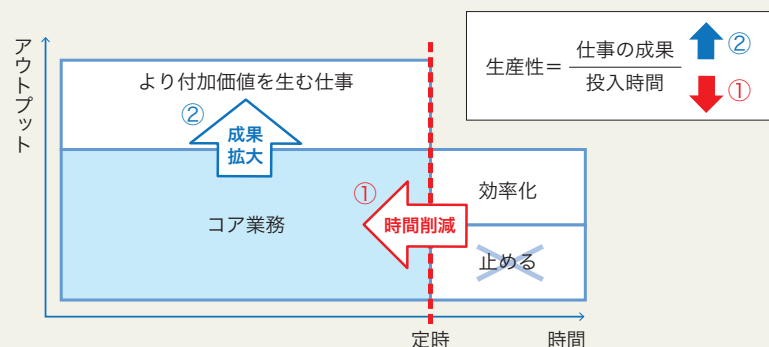 アウトプット
生産性＝
仕事の成果
投入時間
②
①
より付加価値を生む仕事
②
成果
拡大
①
コア業務
時間削減
効率化
止める
定時
時間